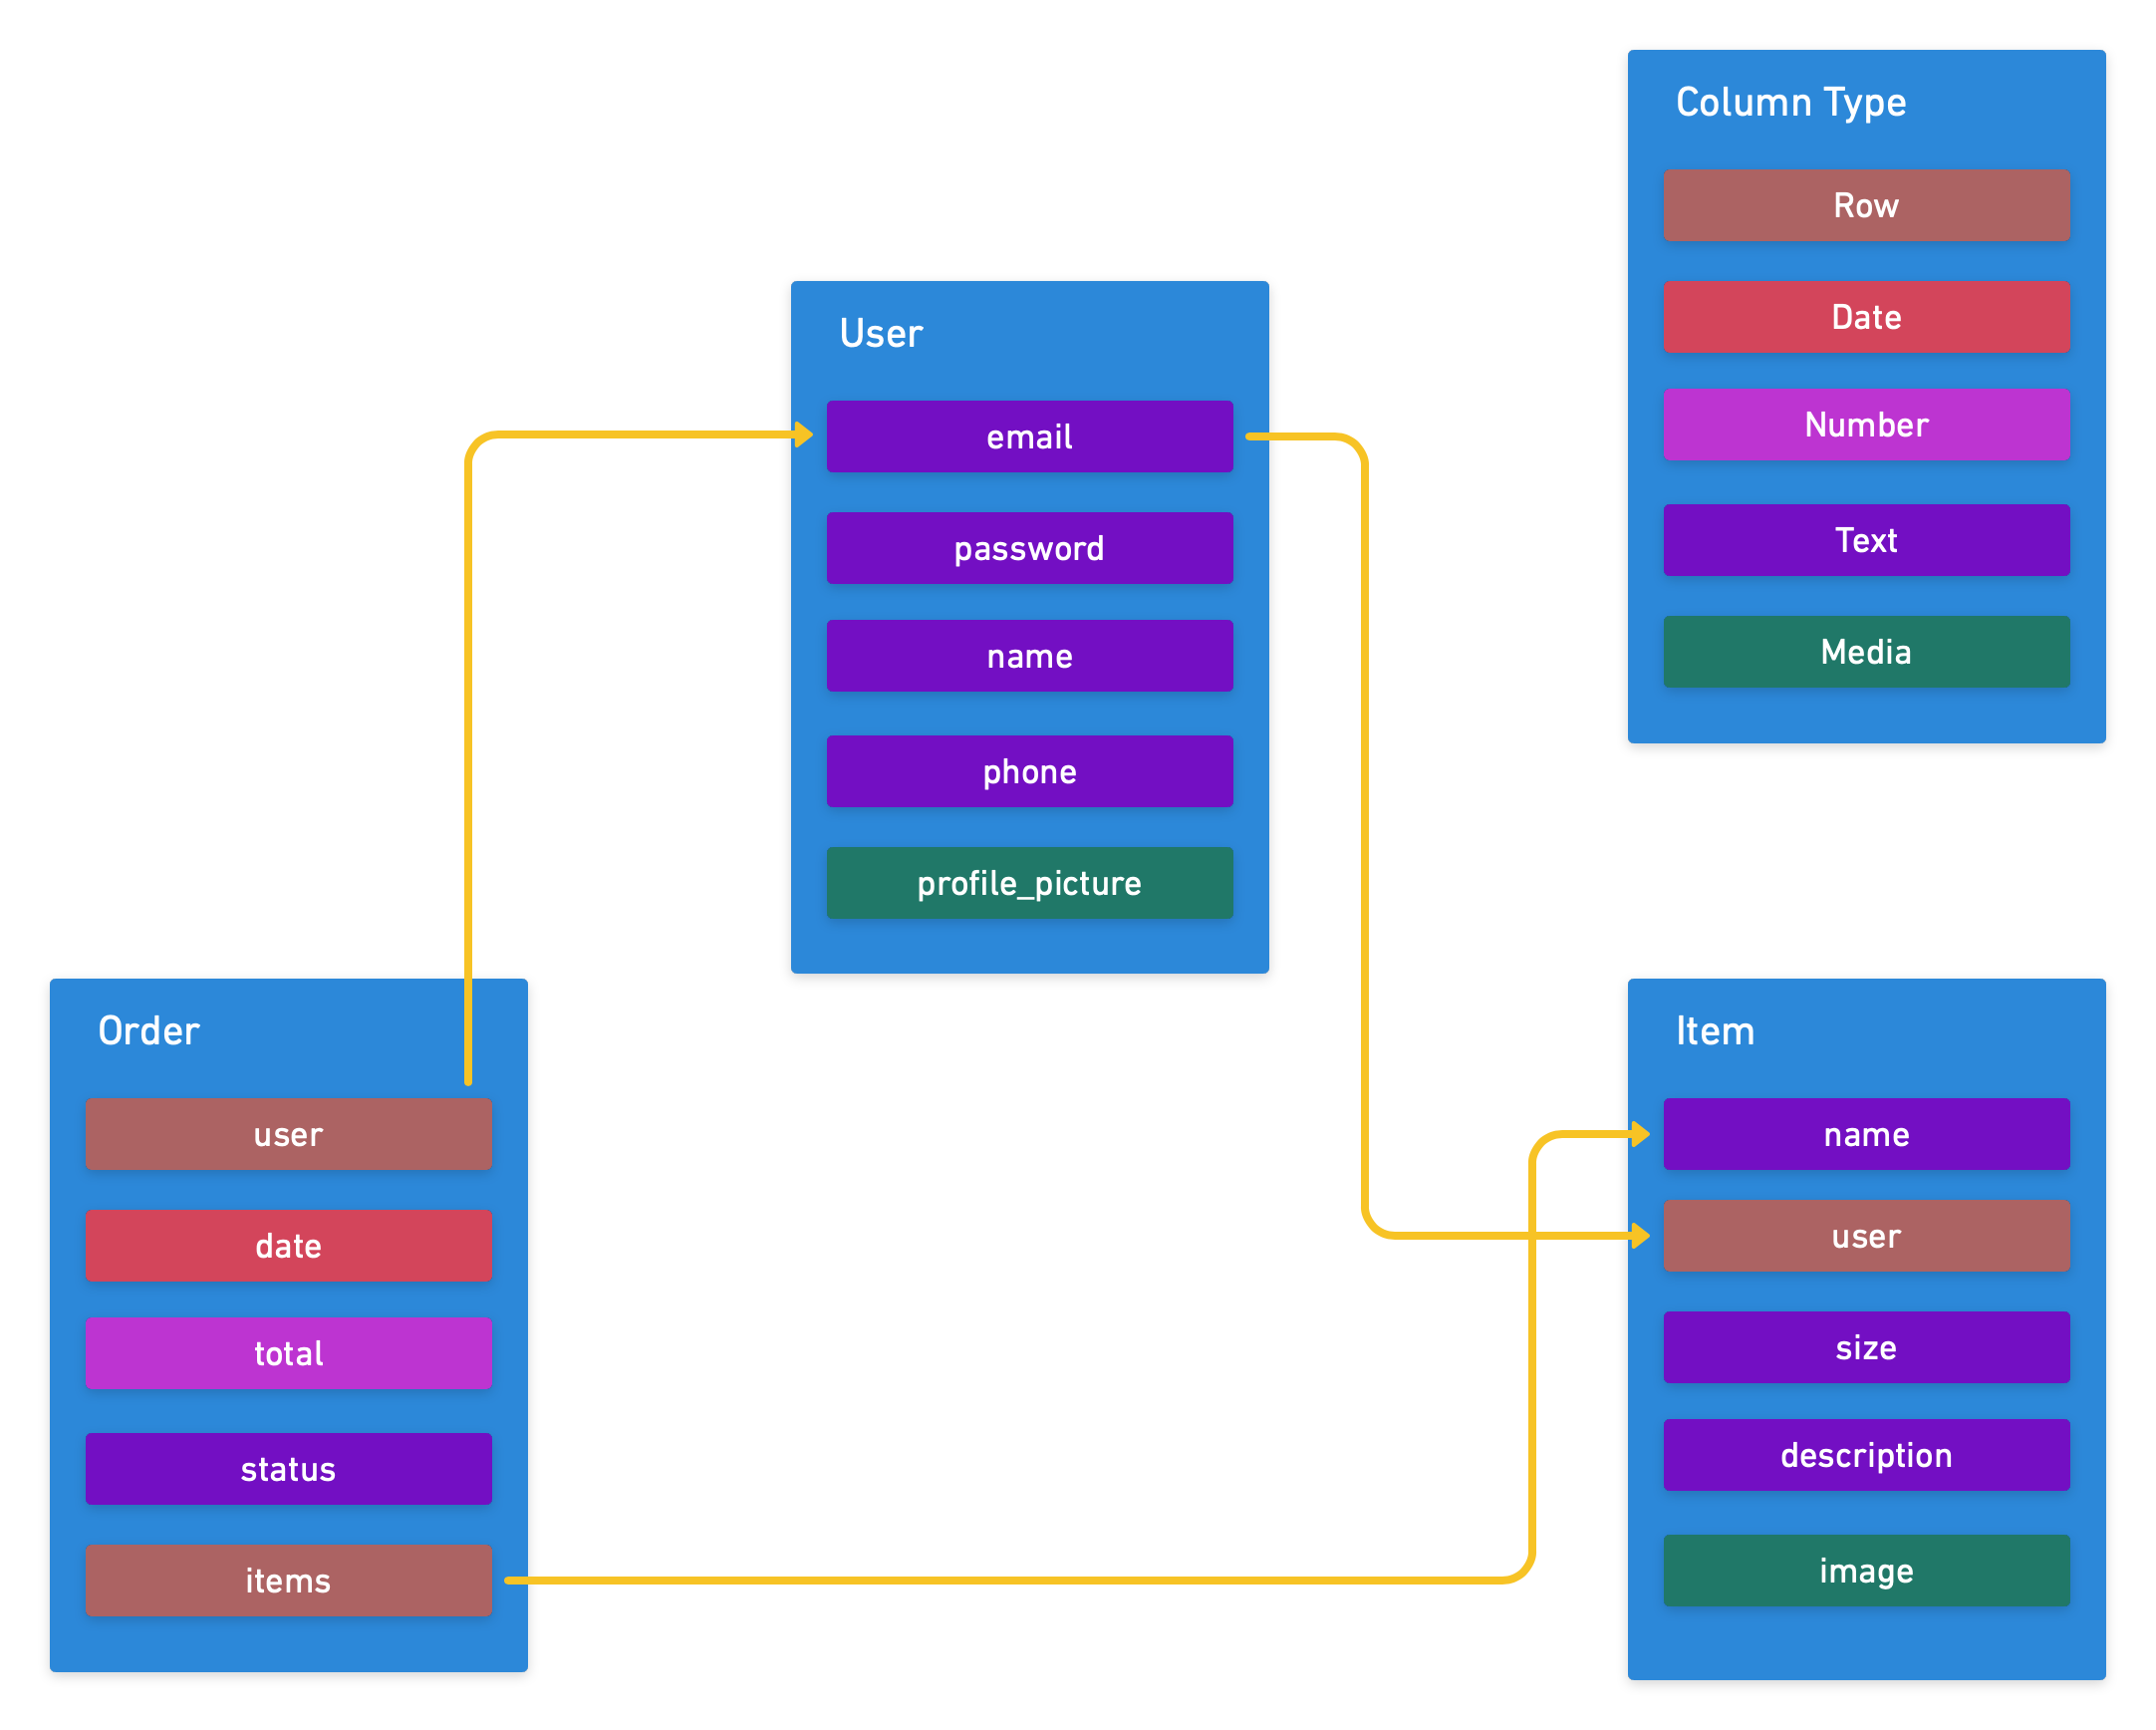 Column Type
Row
Date
Number
Text
Media
User
email
password
name
phone
profile_picture
Order
user
date
total
status
items
Item
name
user
size
description
image